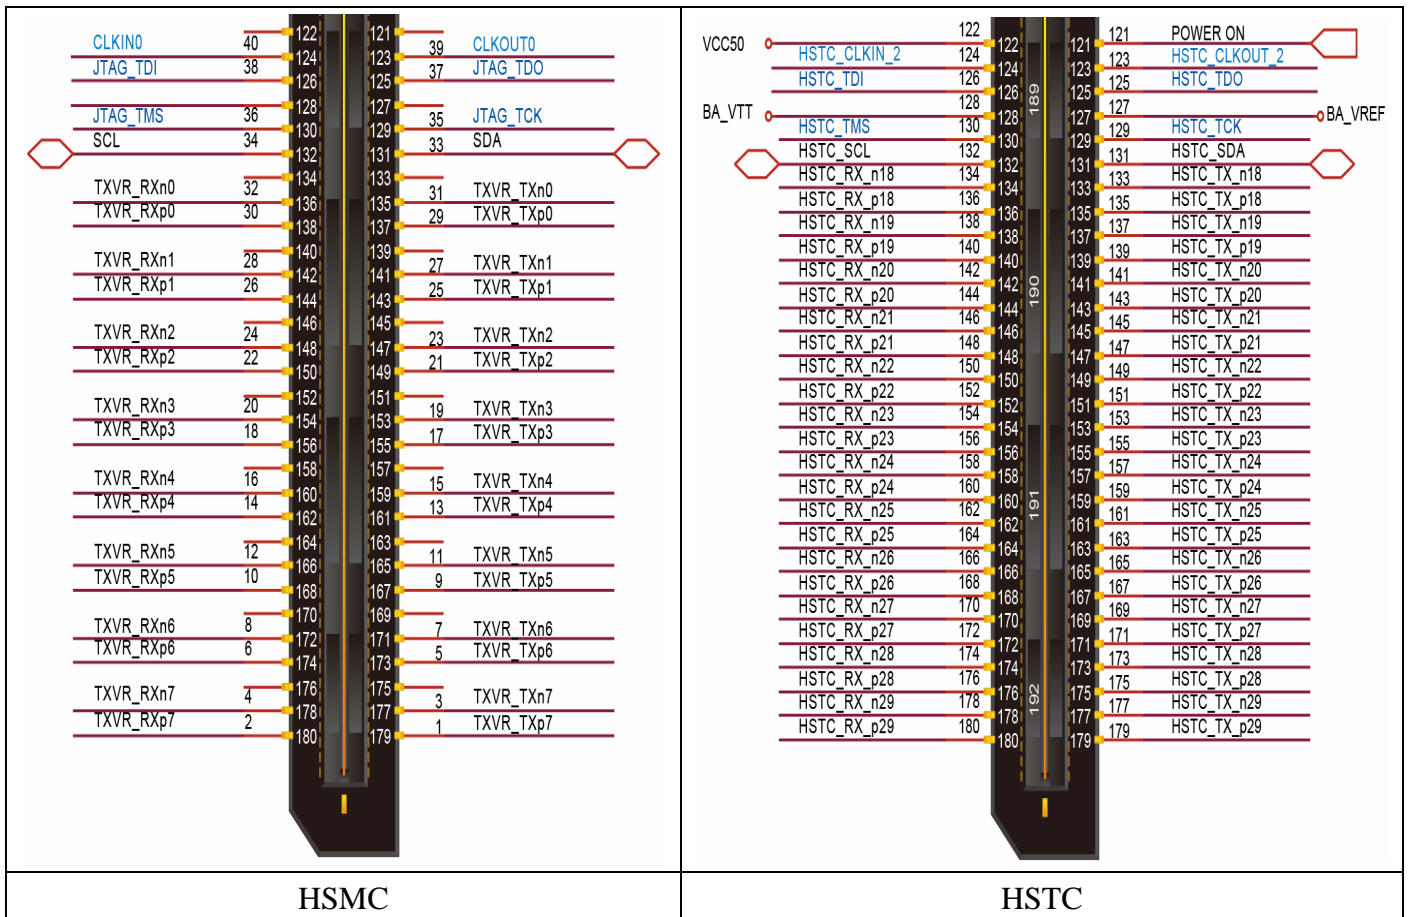 122 121
CLKIN0 40 124 123 39 CLKOUT0
JTAG_TDI 38 126 125 37 JTAG_TDO
128 127
JTAG_TMS 36 130 129 35 JTAG_TCK
SCL 34 132 131 33 SDA
134 133
TXVR_RXn0 32 136 135 31 TXVR_TXn0
TXVR_RXp0 30 138 137 29 TXVR_TXp0
140 139
TXVR_RXn1 28 142 141 27 TXVR_TXn1
TXVR_RXp1 26 144 143 25 TXVR_TXp1
146 145
TXVR_RXn2 24 148 147 23 TXVR_TXn2
TXVR_RXp2 22 150 149 21 TXVR_TXp2
152 151
TXVR_RXn3 20 154 153 19 TXVR_TXn3
TXVR_RXp3 18 156 155 17 TXVR_TXp3
158 157
TXVR_RXn4 16 160 159 15 TXVR_TXn4
TXVR_RXp4 14 162 161 13 TXVR_TXp4
164 163
TXVR_RXn5 12 166 165 11 TXVR_TXn5
TXVR_RXp5 10 168 167 9 TXVR_TXp5
170 169
TXVR_RXn6 8 172 171 7 TXVR_TXn6
TXVR_RXp6 6 174 173 5 TXVR_TXp6
176 175
TXVR_RXn7 4 178 177 3 TXVR_TXn7
TXVR_RXp7 2 180 179 1 TXVR_TXp7
HSMC
VCC50 122 122 121 121 POWER ON
HSTC_CLKIN_2 124 124 123 123 HSTC_CLKOUT_2
HSTC_TDI 126 126 125 125 HSTC_TDO
189
BA_VTT 128 128 127 127 BA_VREF
HSTC_TMS 130 130 129 129 HSTC_TCK
HSTC_SCL 132 132 131 131 HSTC_SDA
HSTC_RX_n18 134 134 133 133 HSTC_TX_n18
HSTC_RX_p18 136 136 135 135 HSTC_TX_p18
HSTC_RX_n19 138 138 137 137 HSTC_TX_n19
HSTC_RX_p19 140 140 139 139 HSTC_TX_p19
HSTC_RX_n20 142 142 141 141 HSTC_TX_n20
190
HSTC_RX_p20 144 144 143 143 HSTC_TX_p20
HSTC_RX_n21 146 146 145 145 HSTC_TX_n21
HSTC_RX_p21 148 148 147 147 HSTC_TX_p21
HSTC_RX_n22 150 150 149 149 HSTC_TX_n22
HSTC_RX_p22 152 152 151 151 HSTC_TX_p22
HSTC_RX_n23 154 154 153 153 HSTC_TX_n23
HSTC_RX_p23 156 156 155 155 HSTC_TX_p23
HSTC_RX_n24 158 158 157 157 HSTC_TX_n24
HSTC_RX_p24 160 160 159 159 HSTC_TX_p24
191
HSTC_RX_n25 162 162 161 161 HSTC_TX_n25
HSTC_RX_p25 164 164 163 163 HSTC_TX_p25
HSTC_RX_n26 166 166 165 165 HSTC_TX_n26
HSTC_RX_p26 168 168 167 167 HSTC_TX_p26
HSTC_RX_n27 170 170 169 169 HSTC_TX_n27
HSTC_RX_p27 172 172 171 171 HSTC_TX_p27
HSTC_RX_n28 174 174 173 173 HSTC_TX_n28
HSTC_RX_p28 176 176 175 175 HSTC_TX_p28
192
HSTC_RX_n29 178 178 177 177 HSTC_TX_n29
HSTC_RX_p29 180 180 179 179 HSTC_TX_p29
HSTC